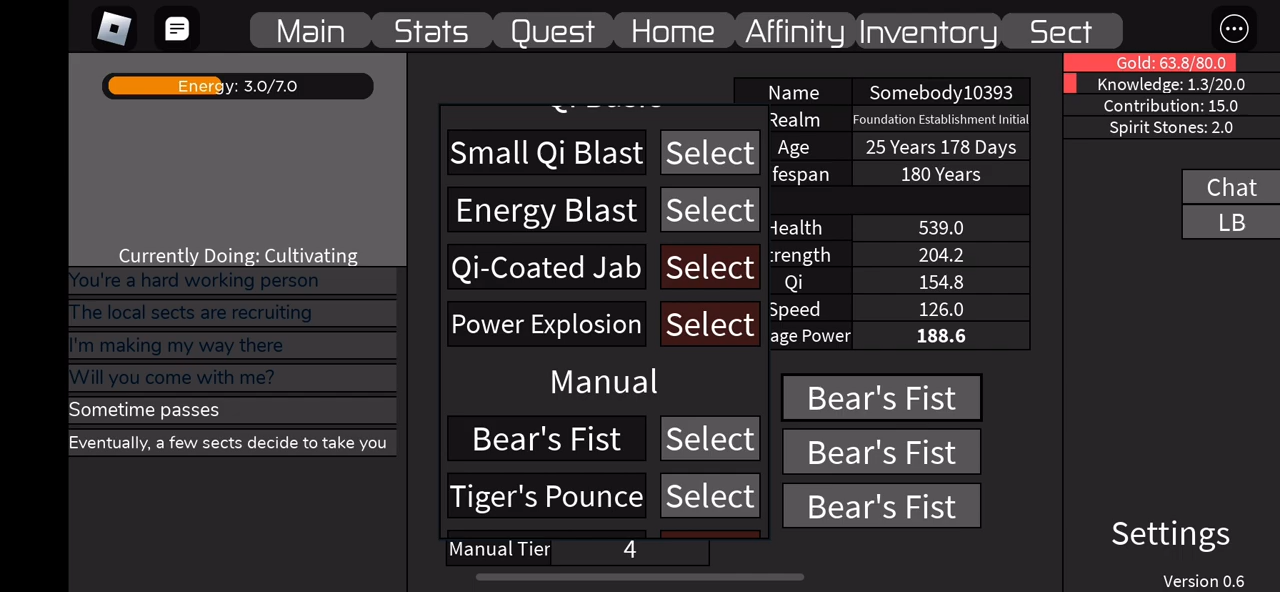 Main
Stats
Quest
Home
Affinity
Inventory
Sect
Energy: 3.0/7.0
Currently Doing: Cultivating
You're a hard working person
The local sects are recruiting
I'm making my way there
Will you come with me?
Sometime passes
Eventually, a few sects decide to take you
Qi Basic
Small Qi Blast Select
Energy Blast Select
Qi-Coated Jab Select
Power Explosion Select
Manual
Bear's Fist Select
Tiger's Pounce Select
Manual Tier 4
Name Somebody10393
Realm Foundation Establishment Initial
Age 25 Years 178 Days
fespan 180 Years
Health 539.0
trength 204.2
Qi 154.8
Speed 126.0
age Power 188.6
Bear's Fist
Bear's Fist
Bear's Fist
Gold: 63.8/80.0
Knowledge: 1.3/20.0
Contribution: 15.0
Spirit Stones: 2.0
Chat
LB
Settings
Version 0.6